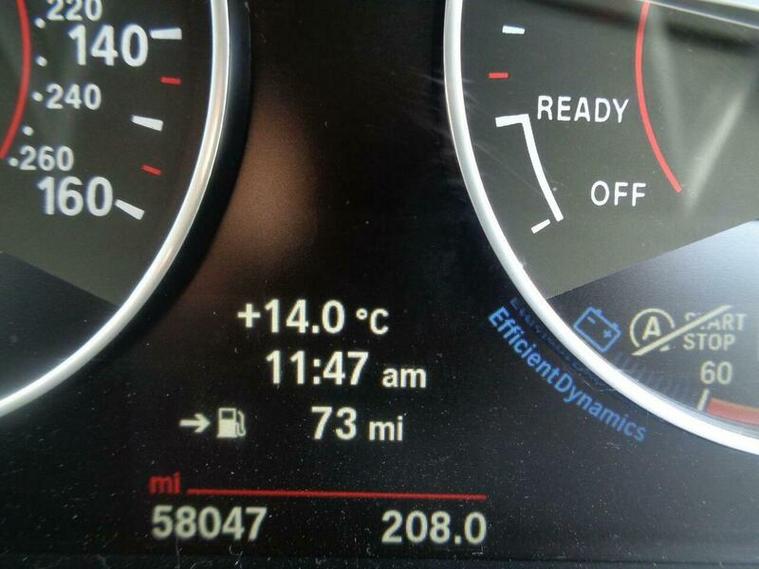 .220
140
.240
.260
160
READY
OFF
+14.0 °C
11:47 am
73 mi
mi
58047 208.0
EfficientDynamics
A START
STOP
60